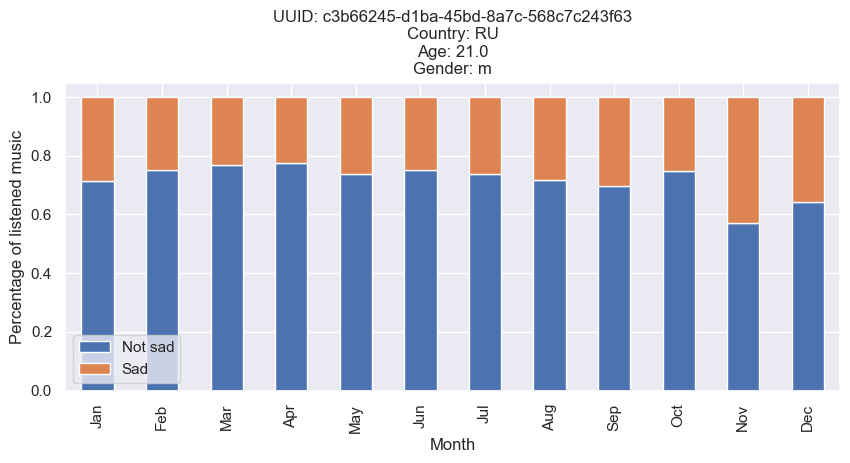 UUID: c3b66245-d1ba-45bd-8a7c-568c7c243f63
Country: RU
Age: 21.0
Gender: m
Percentage of listened music
1.0
0.8
0.6
0.4
0.2
0.0
Not sad
Sad
Jan
Feb
Mar
Apr
May
Jun
Jul
Aug
Sep
Oct
Nov
Dec
Month